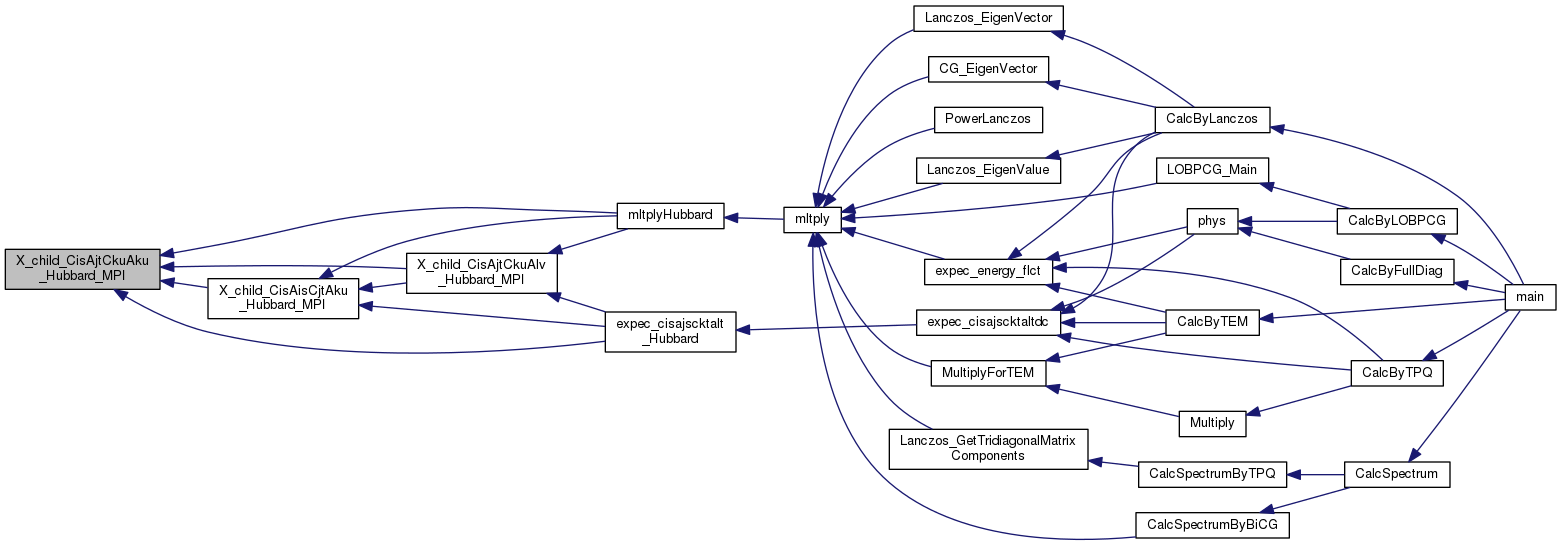 X_child_CisAjtCkuAku
_Hubbard_MPI
X_child_CisAisCjtAku
_Hubbard_MPI
X_child_CisAjtCkuAlv
_Hubbard_MPI
mltplyHubbard
expec_cisajscktalt
_Hubbard
mltply
Lanczos_EigenVector
CG_EigenVector
PowerLanczos
Lanczos_EigenValue
expec_energy_flct
expec_cisajscktaltdc
MultiplyForTEM
Lanczos_GetTridiagonalMatrix
Components
CalcByLanczos
LOBPCG_Main
phys
CalcByTEM
Multiply
CalcSpectrumByTPQ
CalcSpectrumByBiCG
CalcByLOBPCG
CalcByFullDiag
CalcByTPQ
CalcSpectrum
main